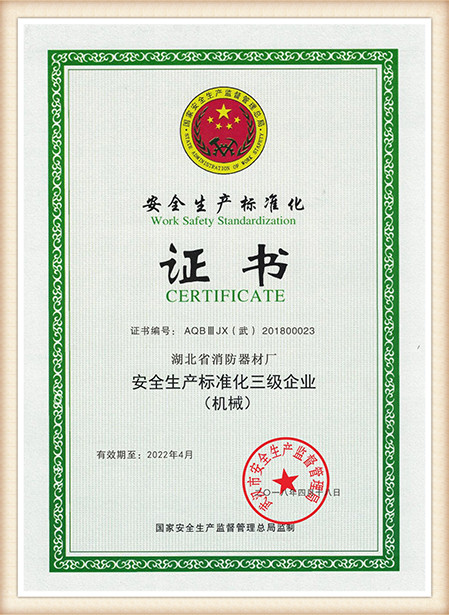 国家安全生产监督管理总局
STATE ADMINISTRATION OF WORK SAFETY
安全生产标准化
Work Safety Standardization
证书
CERTIFICATE
证书编号: AQBⅢJX(武)201800023
湖北省消防器材厂
安全生产标准化三级企业
(机械)
有效期至: 2022年4月
武汉市安全生产监督管理局
二〇一八年四月 八日
国家安全生产监督管理总局监制